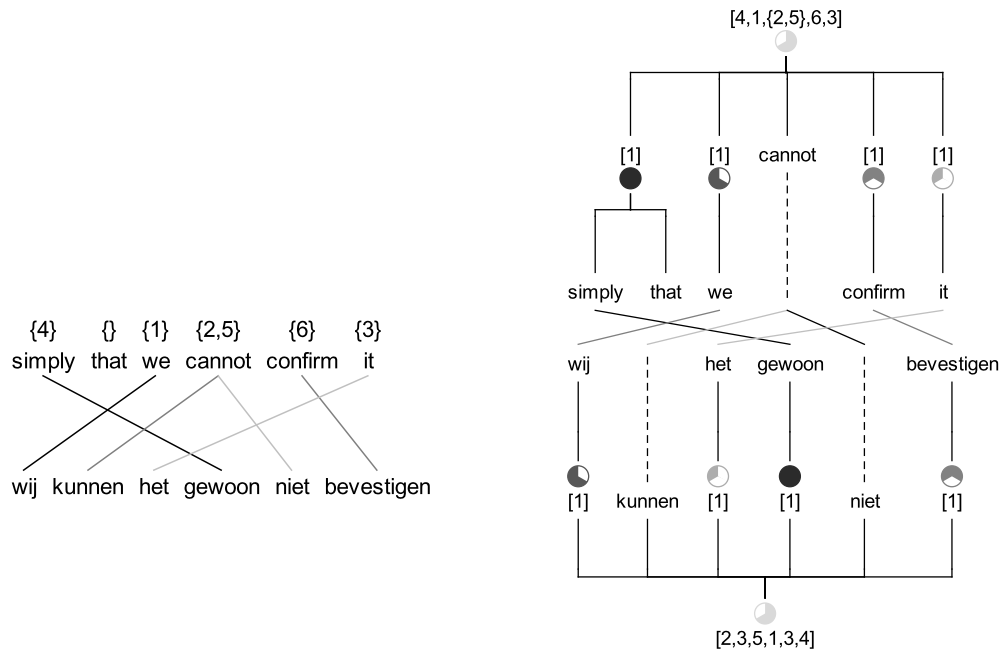 {4} {} {1} {2,5} {6} {3}
simply that we cannot confirm it
wij kunnen het gewoon niet bevestigen
[4,1,{2,5},6,3]
[1] [1] cannot [1] [1]
simply that we confirm it
wij het gewoon bevestigen
[1] kunnen [1] [1] niet [1]
[2,3,5,1,3,4]